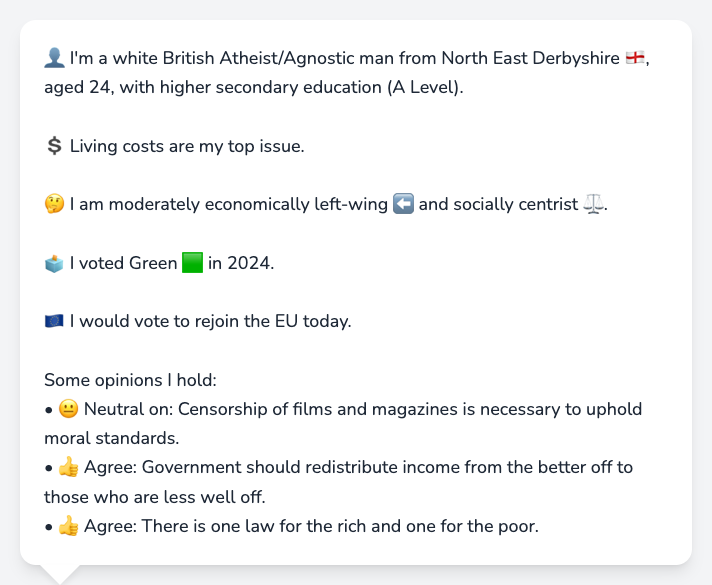 👤 I'm a white British Atheist/Agnostic man from North East Derbyshire 🏴󠁧󠁢󠁥󠁮󠁧󠁿,
aged 24, with higher secondary education (A Level).
💲 Living costs are my top issue.
🤔 I am moderately economically left-wing ⬅️ and socially centrist ⚖️.
🗳️ I voted Green 🟩 in 2024.
🇪🇺 I would vote to rejoin the EU today.
Some opinions I hold:
• 😐 Neutral on: Censorship of films and magazines is necessary to uphold
moral standards.
• 👍 Agree: Government should redistribute income from the better off to
those who are less well off.
• 👍 Agree: There is one law for the rich and one for the poor.